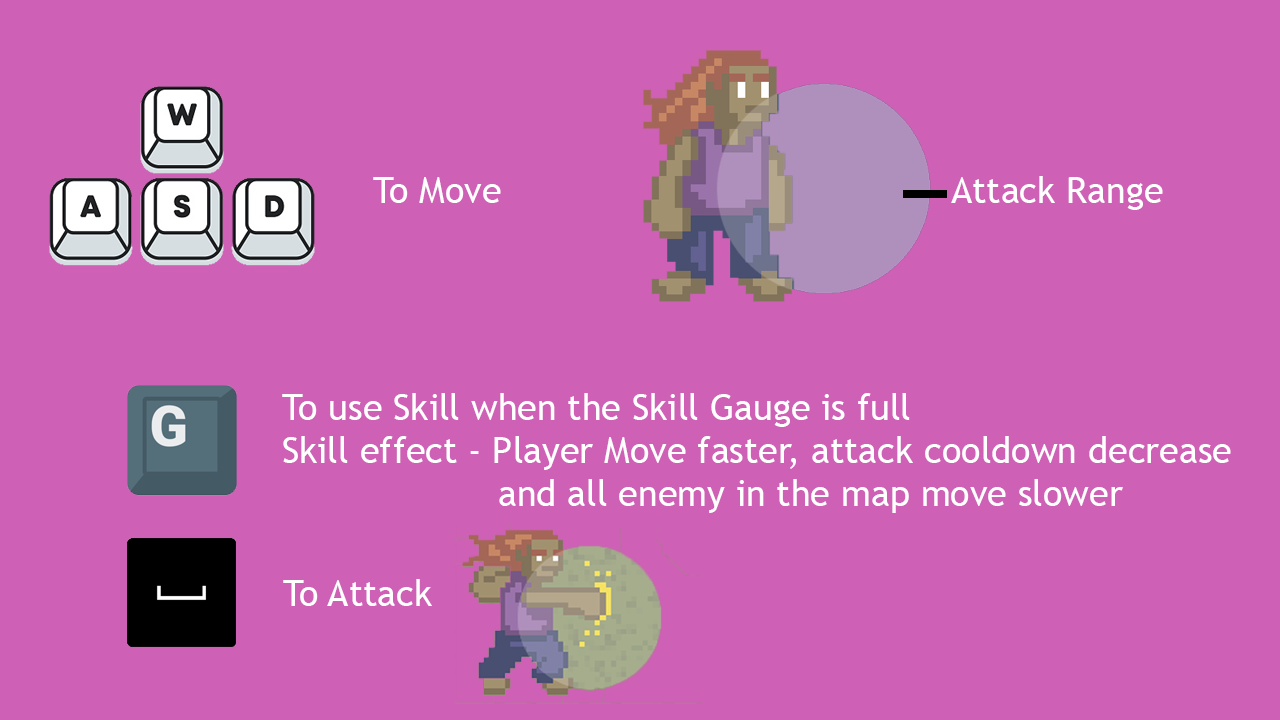 W
A S D
To Move
Attack Range
G
To use Skill when the Skill Gauge is full
Skill effect - Player Move faster, attack cooldown decrease
and all enemy in the map move slower
To Attack